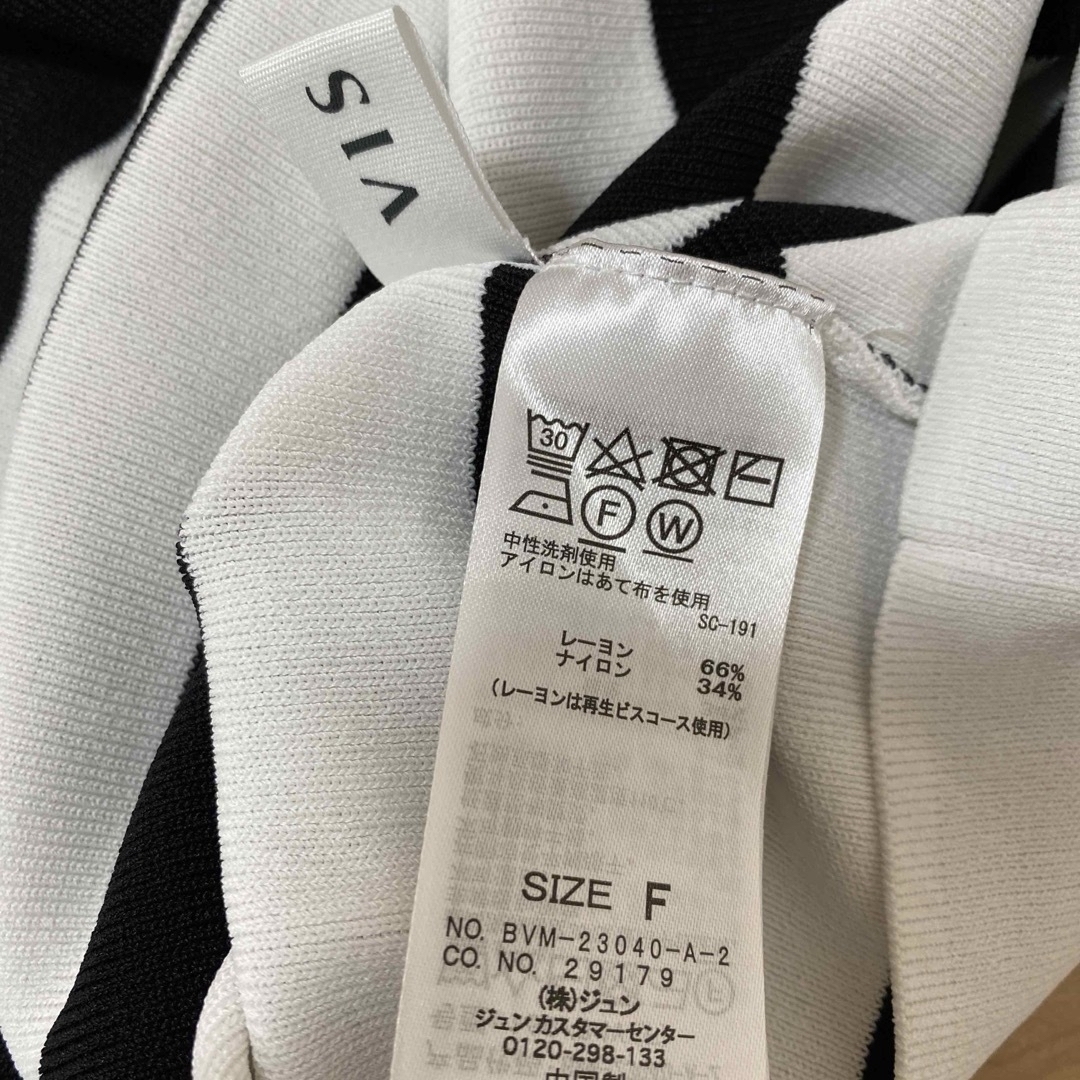 VIS
30
F W
中性洗剤使用
アイロンはあて布を使用
SC-191
レーヨン 66%
ナイロン 34%
(レーヨンは再生ビスコース使用)
SIZE F
NO. BVM-23040-A-2
CO. NO. 29179
(株)ジュン
ジュンカスタマーセンター
0120-298-133
中国製